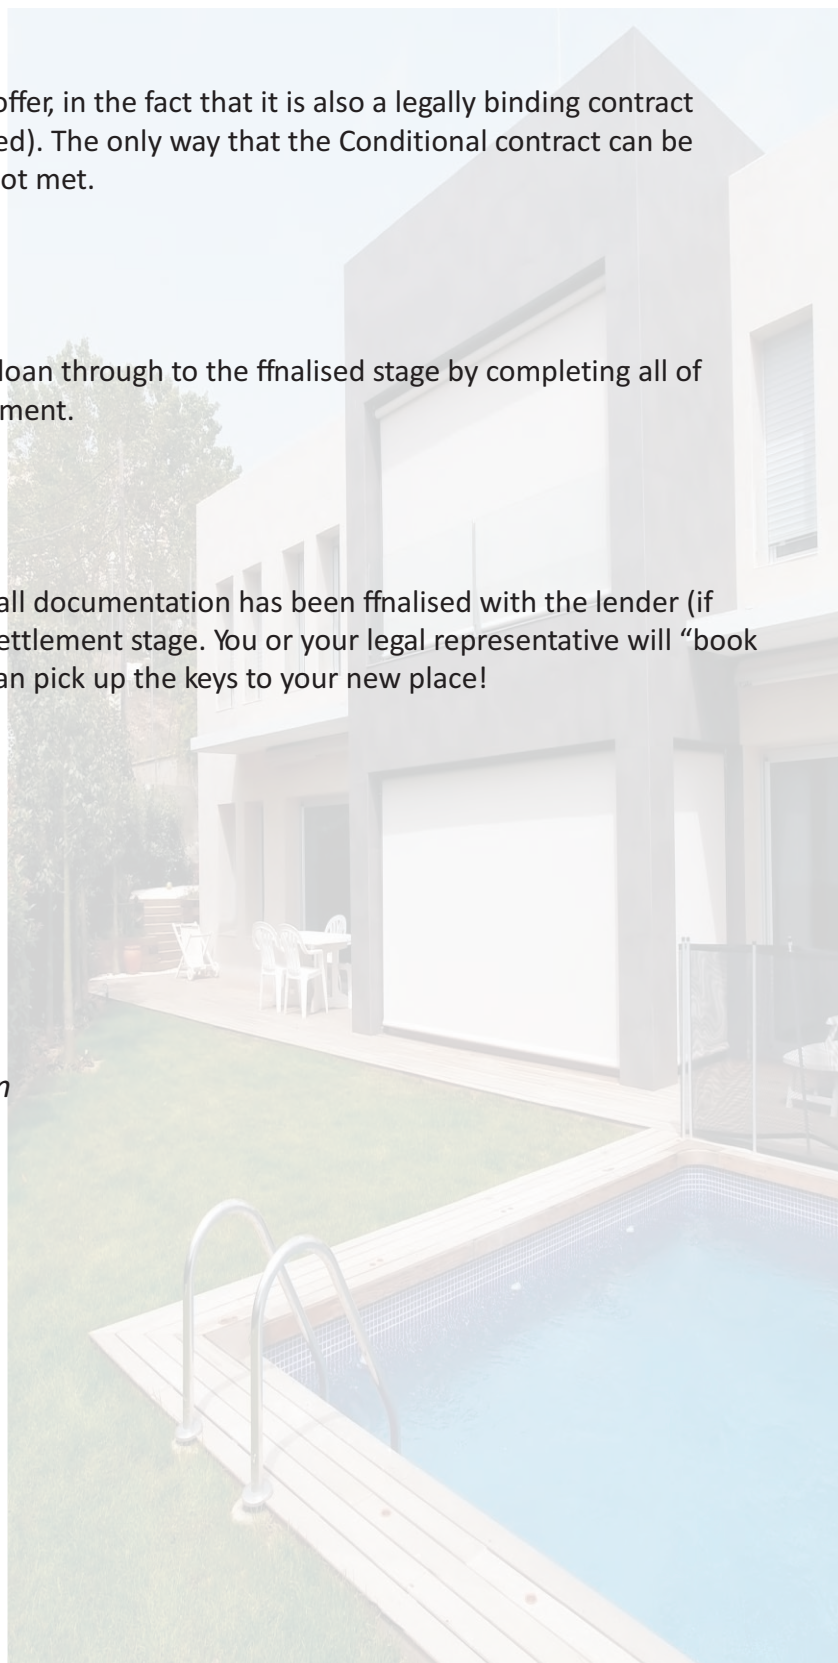 offer, in the fact that it is also a legally binding contract
ed). The only way that the Conditional contract can be
ot met.
loan through to the ffnalised stage by completing all of
ment.
all documentation has been ffnalised with the lender (if
ettlement stage. You or your legal representative will “book
an pick up the keys to your new place!
n